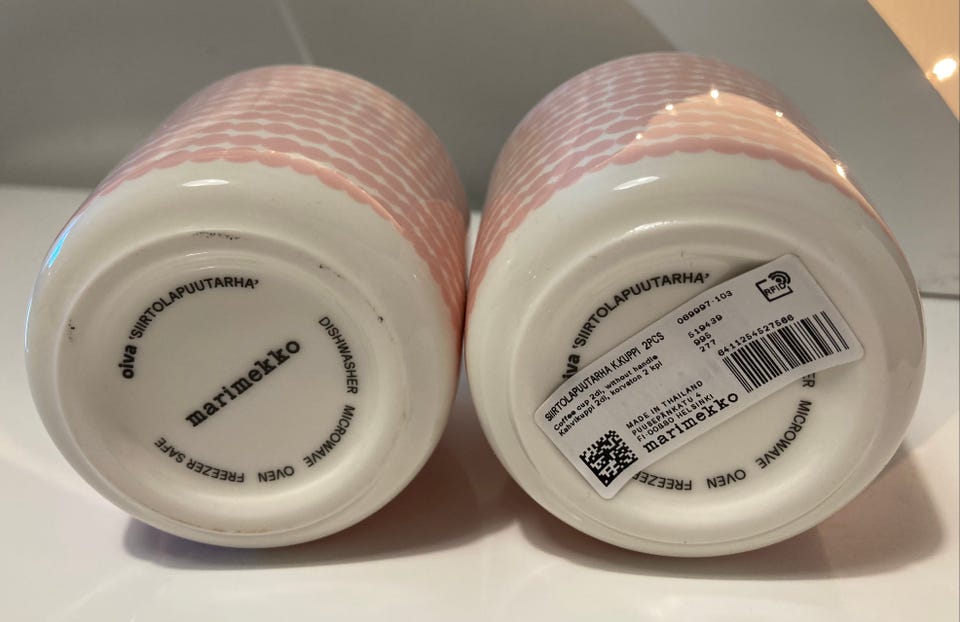 oiva 'SIIRTOLAPUUTARHA'
marimekko
DISHWASHER MICROWAVE OVEN FREEZER SAFE
oiva 'SIIRTOLAPUUTARHA'
MICROWAVE OVEN FREEZER
RFID
SIIRTOLAPUUTARHA K.KUPPI 2PCS
Coffee cup 2dl, without handle
Kahvikuppi 2dl, korvaton 2 kpl
069997-103
519439
995
277
6411254527566
MADE IN THAILAND
PUUSEPÄNKATU 4
FI-00880 HELSINKI
marimekko